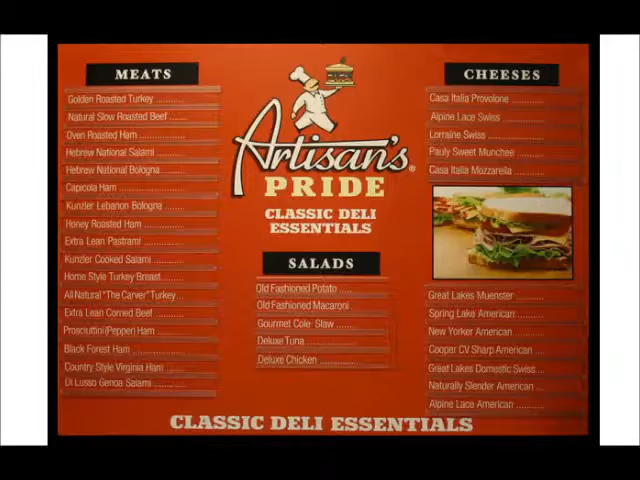 MEATS
Golden Roasted Turkey ..........
Natural Slow Roasted Beef ......
Oven Roasted Ham ...............
Hebrew National Salami .........
Hebrew National Bologna ........
Capicola Ham ...................
Kunzler Lebanon Bologna ........
Honey Roasted Ham ..............
Extra Lean Pastrami ............
Kunzler Cooked Salami ..........
Home Style Turkey Breast .......
All Natural "The Carver" Turkey...
Extra Lean Corned Beef .........
Prosciuttini(Pepper) Ham .......
Black Forest Ham ...............
Country Style Virginia Ham .....
Di Lusso Genoa Salami ..........
Artisan's®
PRIDE
CLASSIC DELI
ESSENTIALS
SALADS
Old Fashioned Potato .....
Old Fashioned Macaroni
Gourmet Cole Slaw ......
Deluxe Tuna ..............
Deluxe Chicken ...........
CHEESES
Casa Italia Provolone ..........
Alpine Lace Swiss ..............
Lorraine Swiss .................
Pauly Sweet Munchee ............
Casa Italia Mozzarella .........
Great Lakes Muenster ...........
Spring Lake American ...........
New Yorker American ............
Cooper CV Sharp American ....
Great Lakes Domestic Swiss ...
Naturally Slender American ....
Alpine Lace American ...........
CLASSIC DELI ESSENTIALS